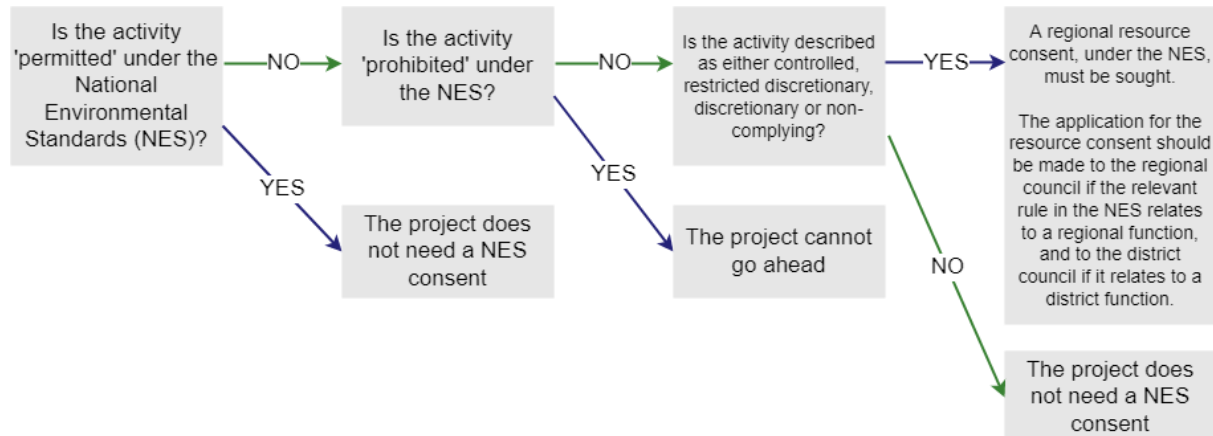 Is the activity
'permitted' under the
National
Environmental
Standards (NES)?
NO
YES
Is the activity
'prohibited' under
the NES?
The project does
not need a NES
consent
NO
YES
Is the activity described
as either controlled,
restricted discretionary,
discretionary or non-
complying?
The project cannot
go ahead
YES
NO
A regional resource
consent, under the NES,
must be sought.
The application for the
resource consent should
be made to the regional
council if the relevant
rule in the NES relates
to a regional function,
and to the district
council if it relates to a
district function.
The project does
not need a NES
consent